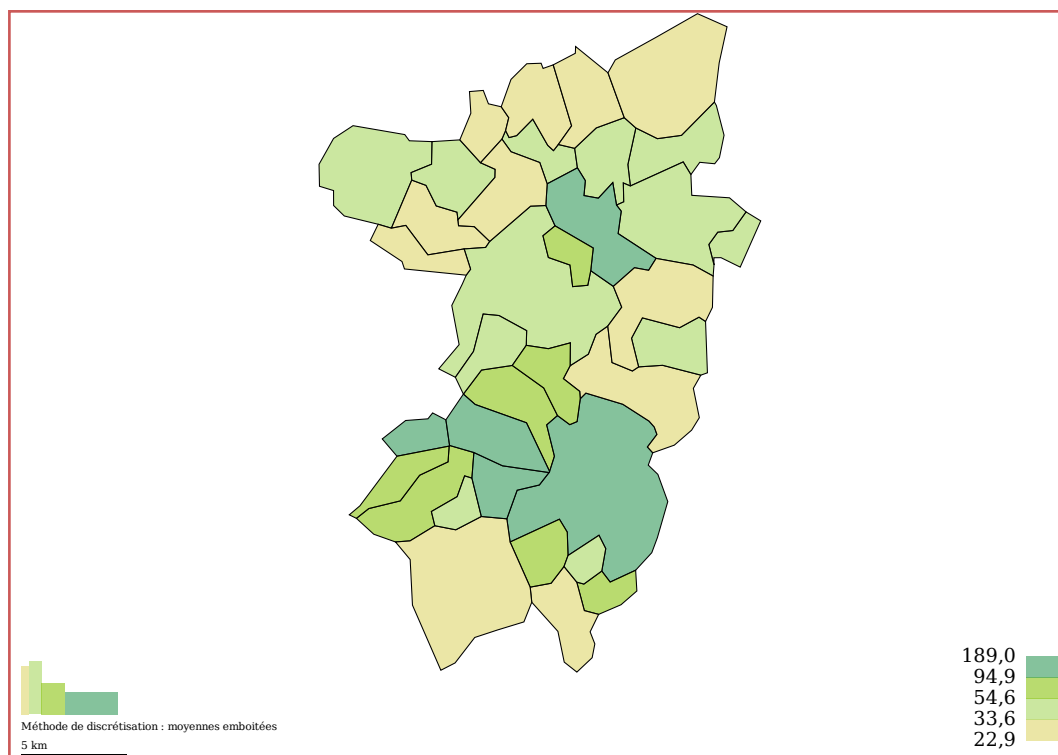 189,0
94,9
54,6
33,6
22,9
Méthode de discrétisation : moyennes emboitées
5 km